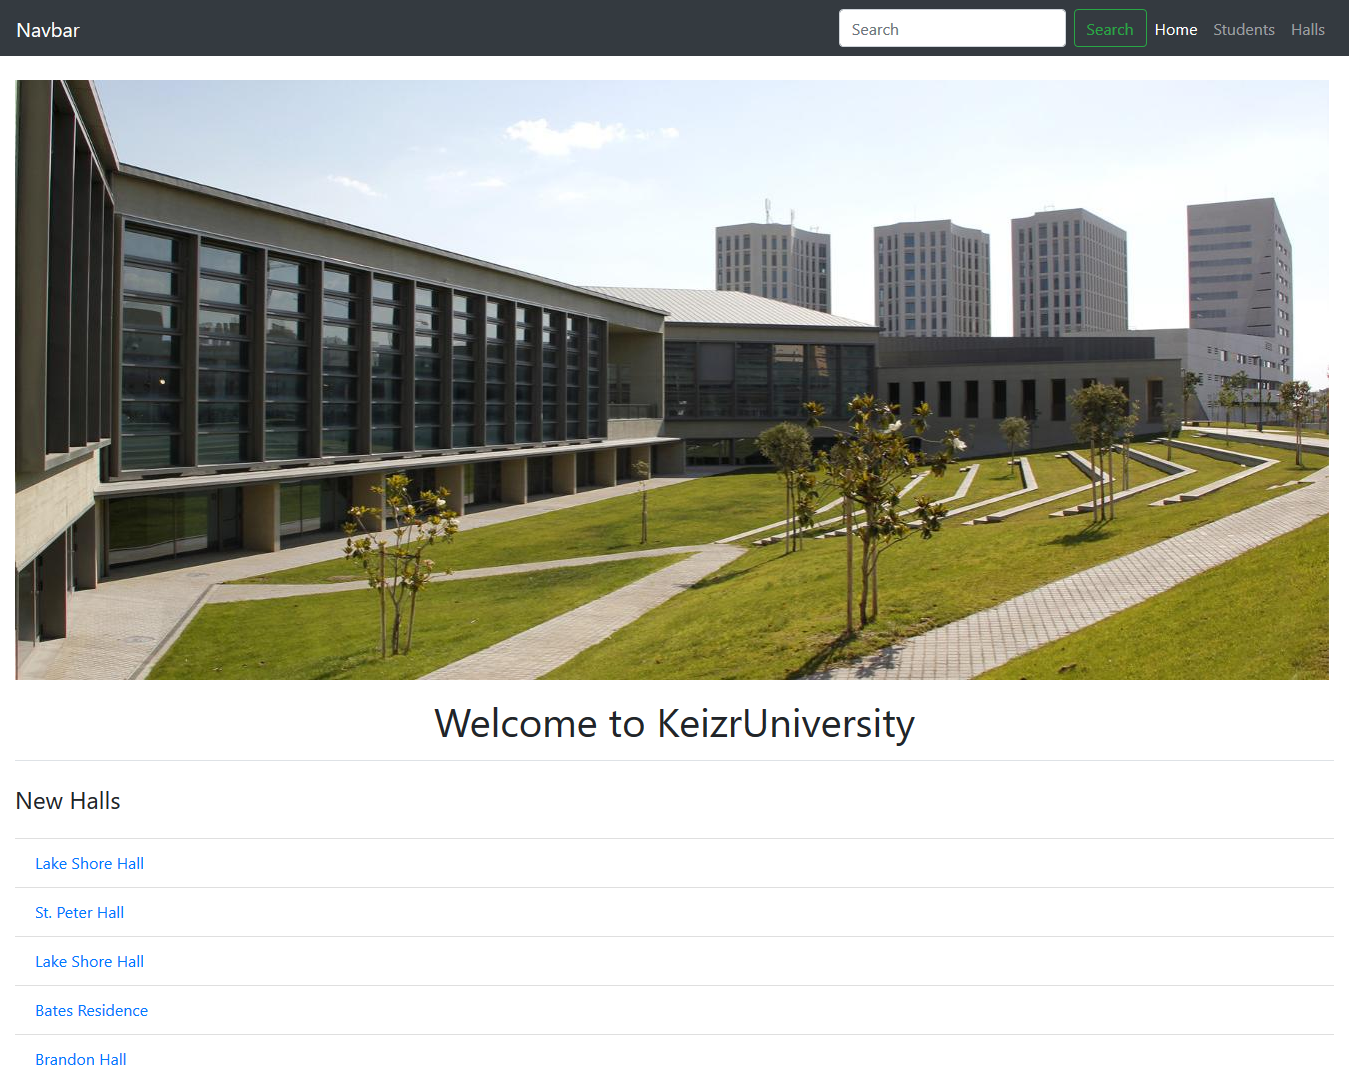 Navbar Search Search Home Students Halls
Welcome to KeizrUniversity
New Halls
Lake Shore Hall
St. Peter Hall
Lake Shore Hall
Bates Residence
Brandon Hall